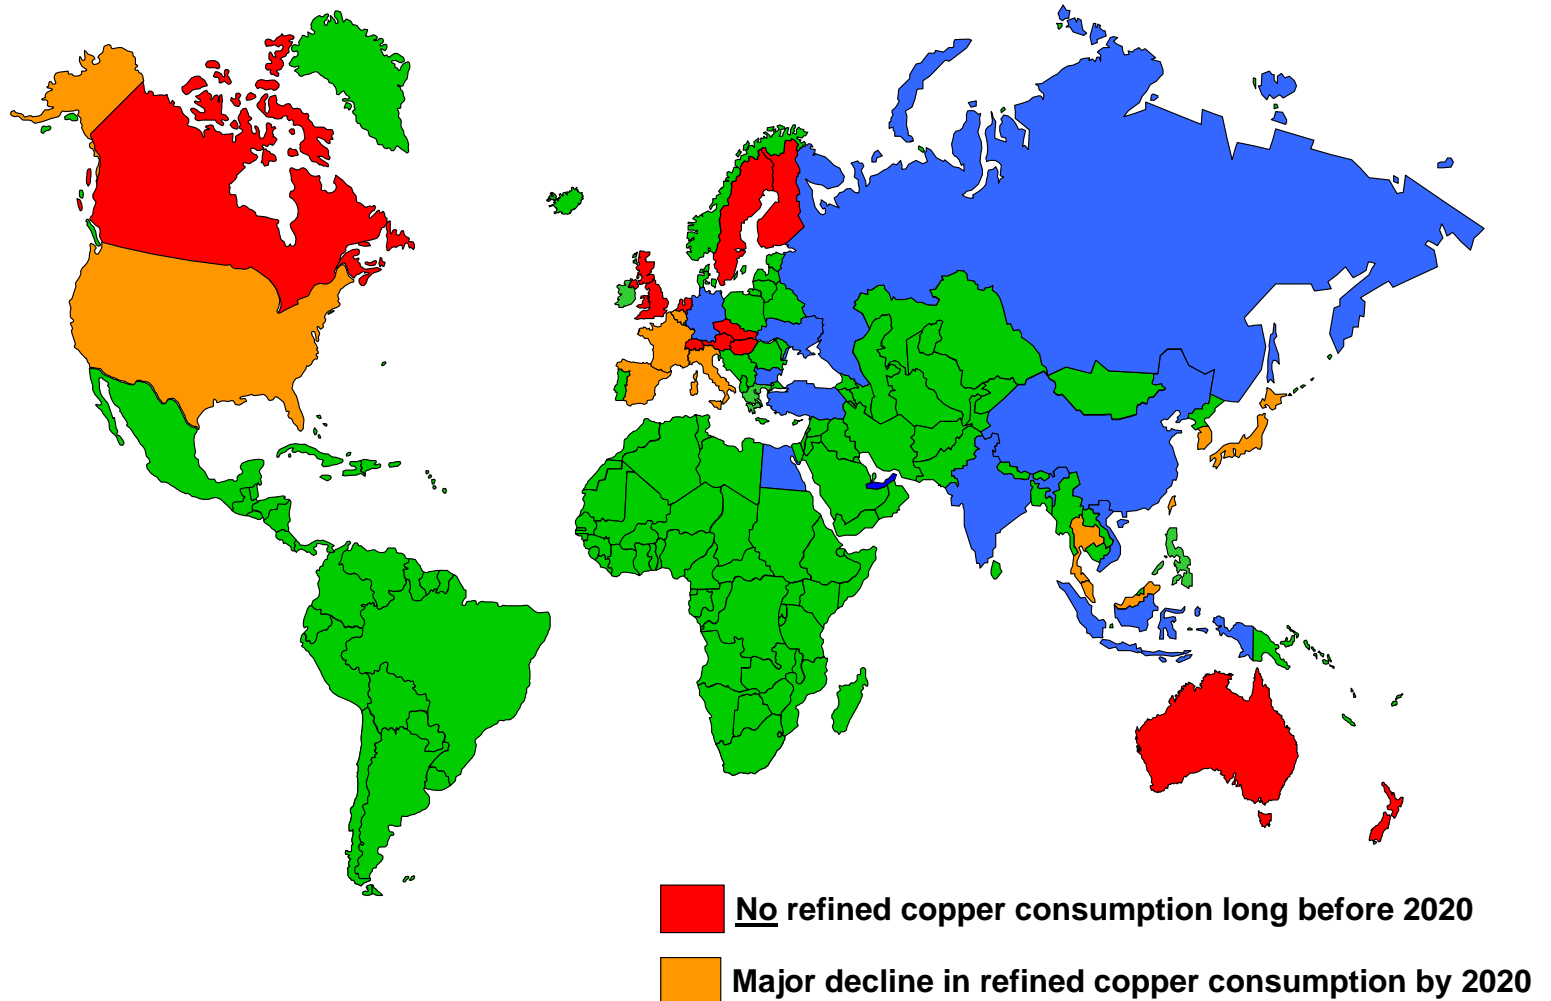 No refined copper consumption long before 2020
Major decline in refined copper consumption by 2020